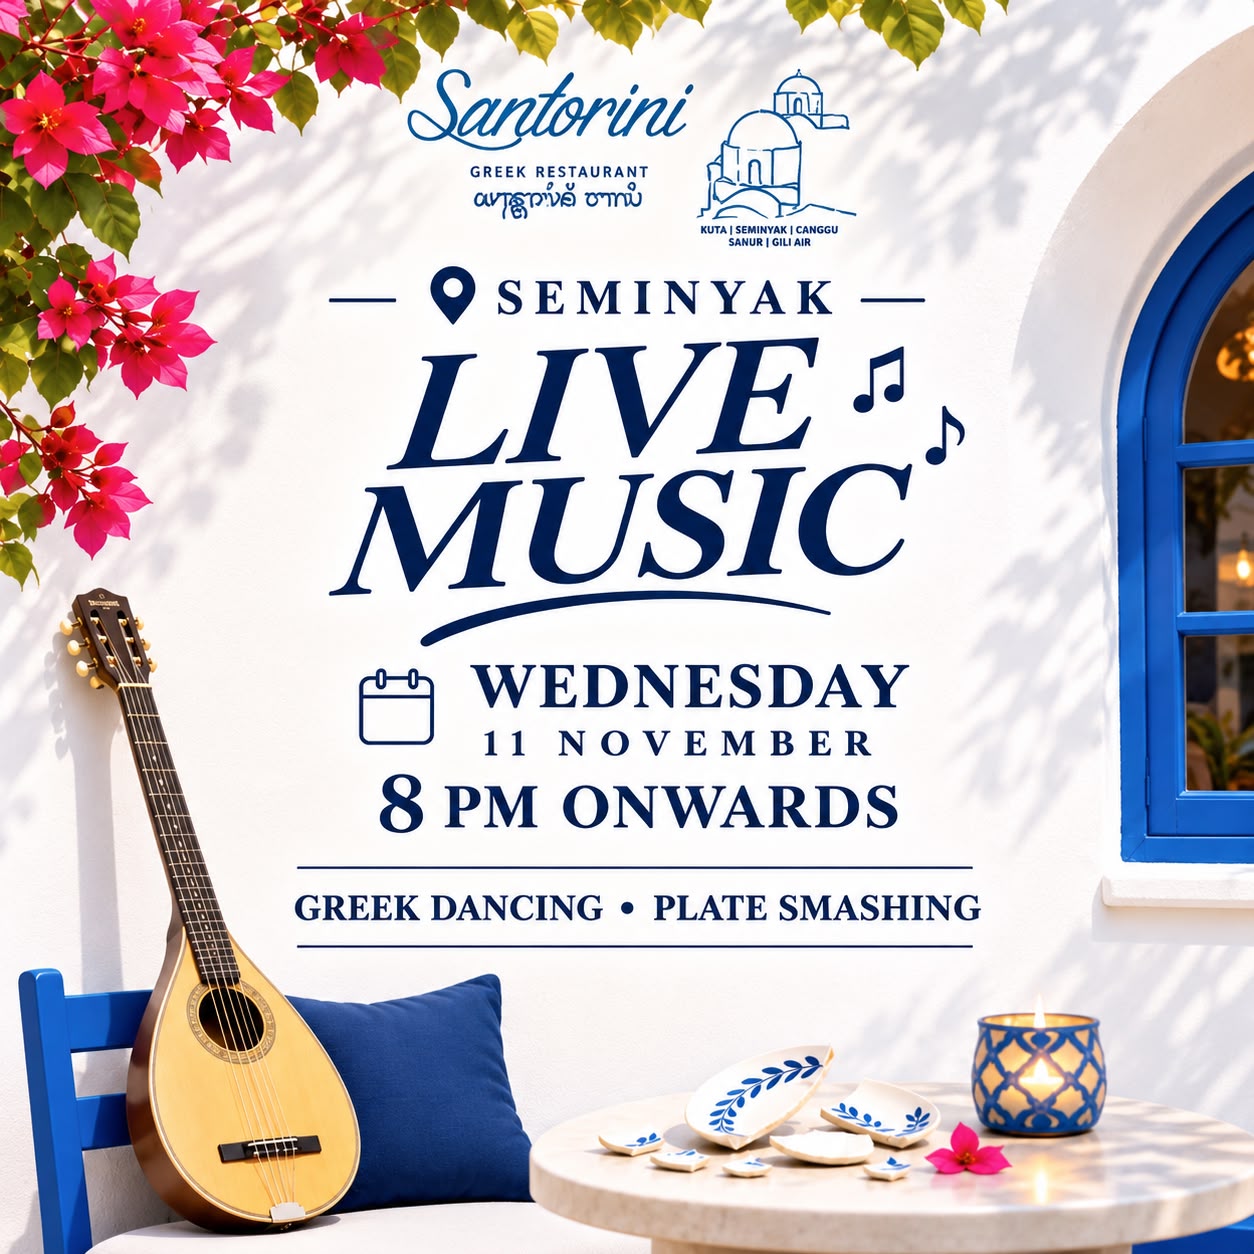 Santorini
GREEK RESTAURANT
KUTA | SEMINYAK | CANGGU
SANUR | GILI AIR
SEMINYAK
LIVE
MUSIC
WEDNESDAY
11 NOVEMBER
8 PM ONWARDS
GREEK DANCING • PLATE SMASHING